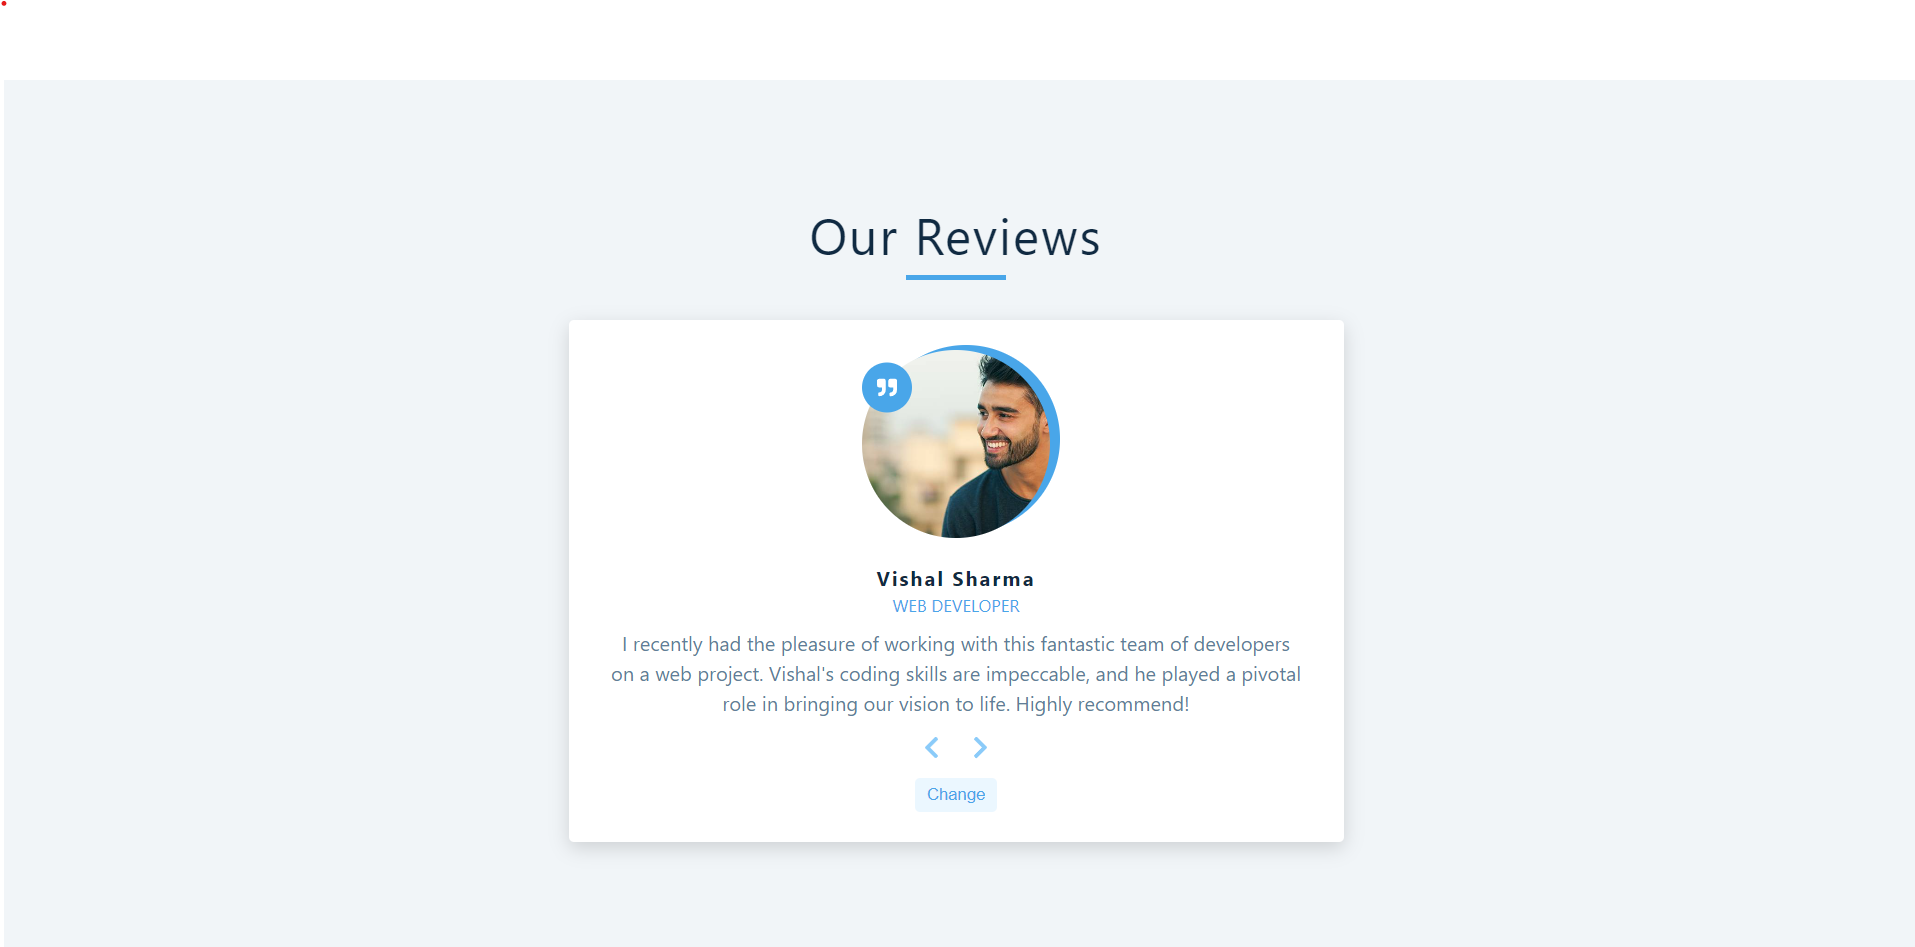 Our Reviews
Vishal Sharma
WEB DEVELOPER
I recently had the pleasure of working with this fantastic team of developers
on a web project. Vishal's coding skills are impeccable, and he played a pivotal
role in bringing our vision to life. Highly recommend!
Change